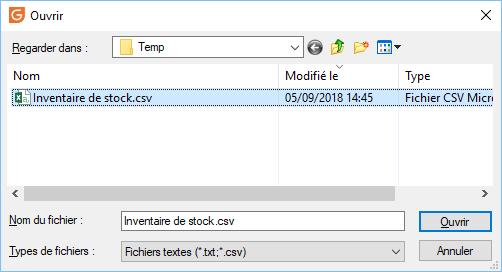 Ouvrir
Regarder dans : Temp
Nom Modifié le Type
Inventaire de stock.csv 05/09/2018 14:45 Fichier CSV Micro
Nom du fichier : Inventaire de stock.csv Ouvrir
Types de fichiers : Fichiers textes (*.txt;*.csv) Annuler